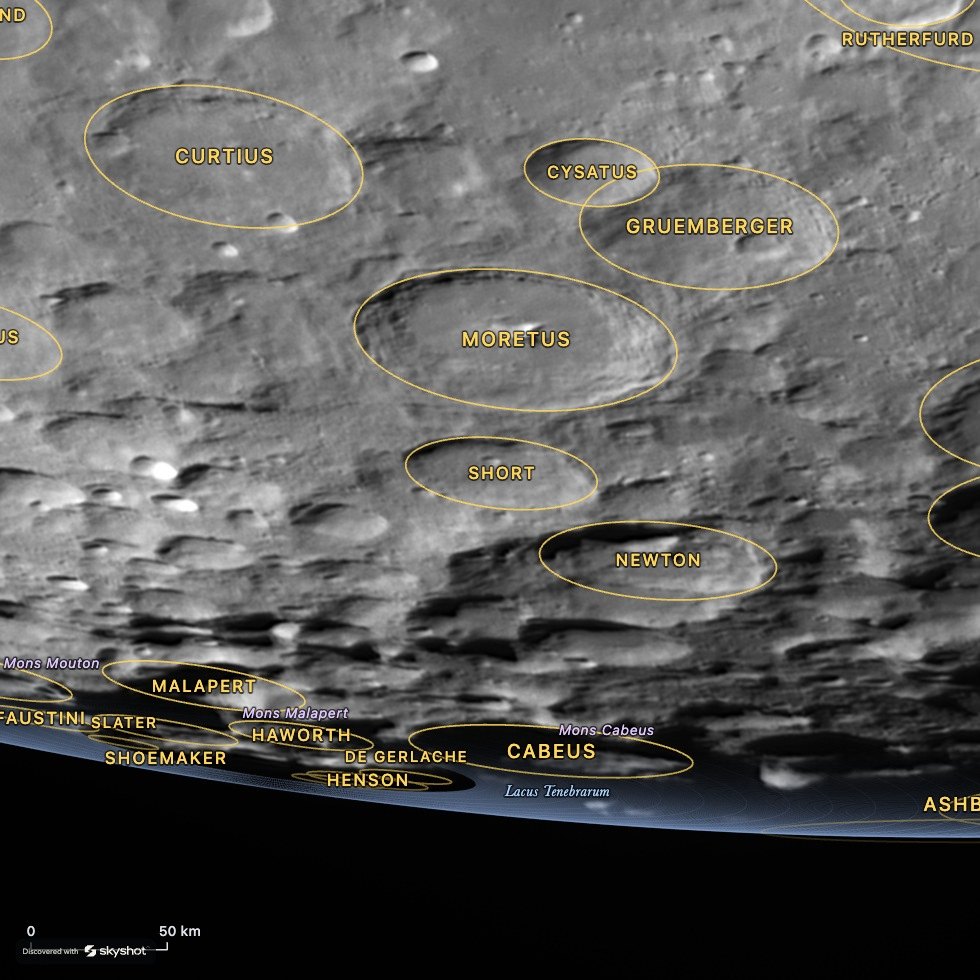 ND
RUTHERFURD
CURTIUS
CYSATUS
GRUEMBERGER
US
MORETUS
SHORT
NEWTON
Mons Mouton
MALAPERT
Mons Malapert
FAUSTINI
SLATER
HAWORTH
Mons Cabeus
CABEUS
SHOEMAKER
DE GERLACHE
HENSON
Lacus Tenebrarum
ASHB
0 50 km
Discovered with skyshot